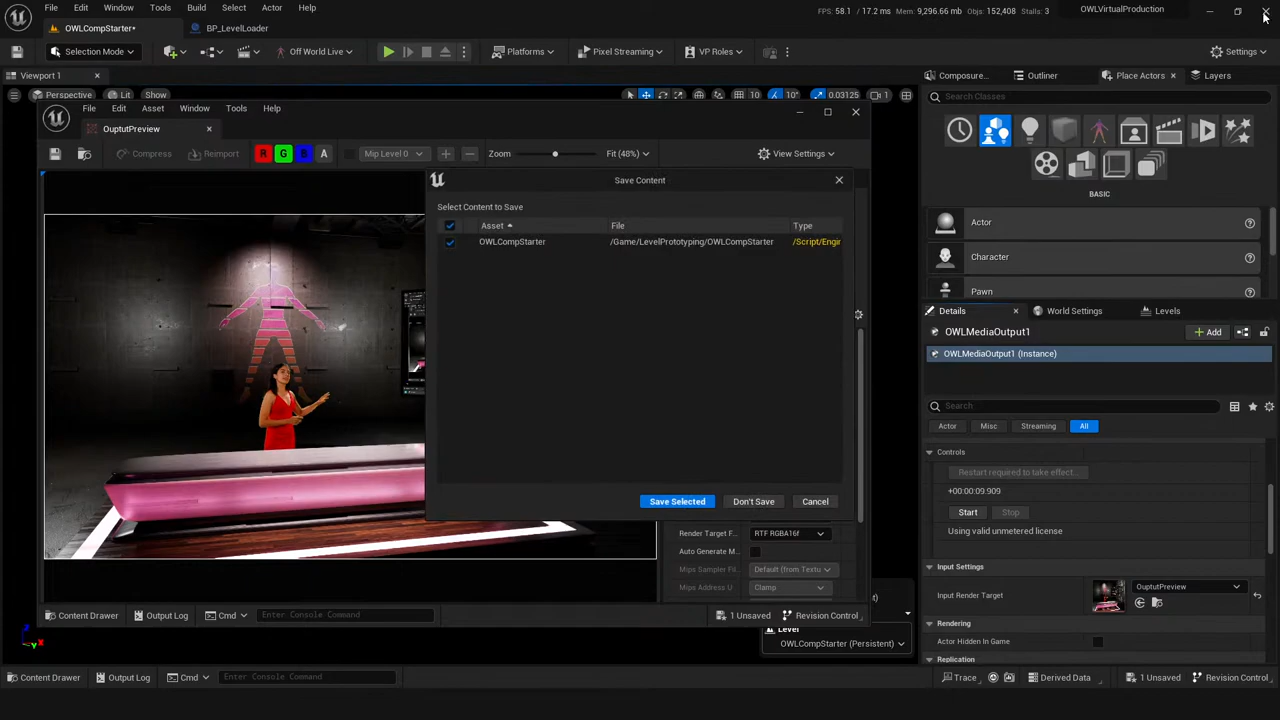 File Edit Window Tools Build Select Actor Help
FPS: 58.1 / 17.2 ms Mem: 9,296.66 mb Objs: 152,408 Stalls: 3
OWLVirtualProduction
OWLCompStarter* BP_LevelLoader
Selection Mode Off World Live Platforms Pixel Streaming VP Roles Settings
Viewport 1 Composure... Outliner Place Actors Layers
Perspective Lit Show 10 10° 0.03125 1
Search Classes
File Edit Asset Window Tools Help
OuptutPreview
Compress Reimport R G B A Mip Level 0 Zoom Fit (48%) View Settings
Save Content
BASIC
Select Content to Save
Asset File Type
OWLCompStarter /Game/LevelPrototyping/OWLCompStarter /Script/Engir
Actor
Character
Pawn
Details World Settings Levels
OWLMediaOutput1 Add
OWLMediaOutput1 (Instance)
Search
Actor Misc Streaming All
Controls
Restart required to take effect...
+00:00:09.909
Start Stop
Using valid unmetered license
Save Selected Don't Save Cancel
Render Target F... RTF RGBA16f
Auto Generate M...
Mips Sampler Fil... Default (from Textu
Mips Address U Clamp
Input Settings
Input Render Target OuptutPreview
Content Drawer Output Log Cmd Enter Console Command 1 Unsaved Revision Control
Rendering
Actor Hidden In Game
Replication
Level
OWLCompStarter (Persistent)
Content Drawer Output Log Cmd Enter Console Command Trace Derived Data 1 Unsaved Revision Control